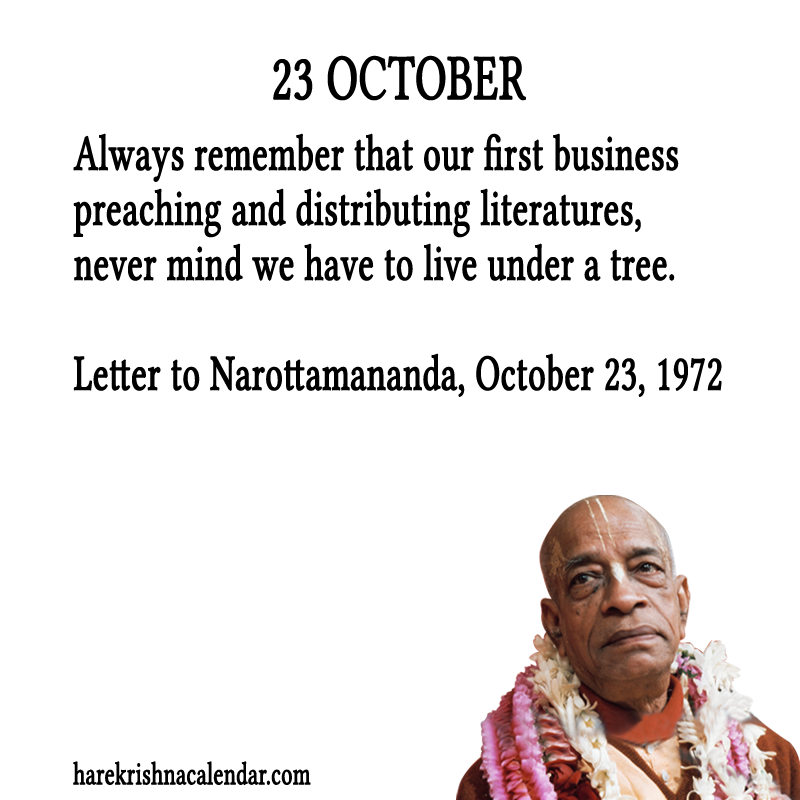 23 OCTOBER
Always remember that our first business
preaching and distributing literatures,
never mind we have to live under a tree.
Letter to Narottamananda, October 23, 1972
harekrishnacalendar.com